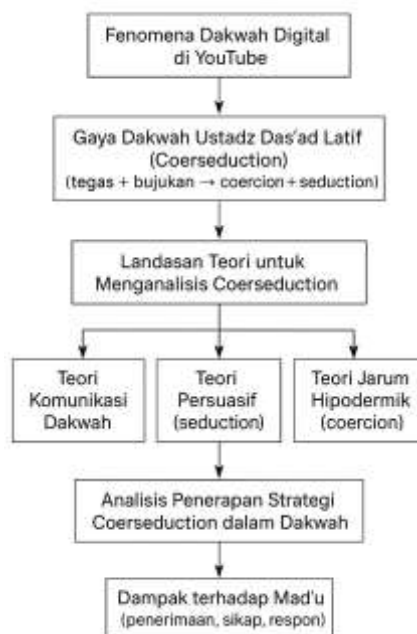 Fenomena Dakwah Digital
di YouTube
Gaya Dakwah Ustadz Das'ad Latif
(Coerseduction)
(tegas + bujukan → coercion + seduction)
Landasan Teori untuk
Menganalisis Coerseduction
Teori
Komunikasi
Dakwah
Teori
Persuasif
(seduction)
Teori Jarum
Hipodermik
(coercion)
Analisis Penerapan Strategi
Coerseduction dalam Dakwah
Dampak terhadap Mad'u
(penerimaan, sikap, respon)